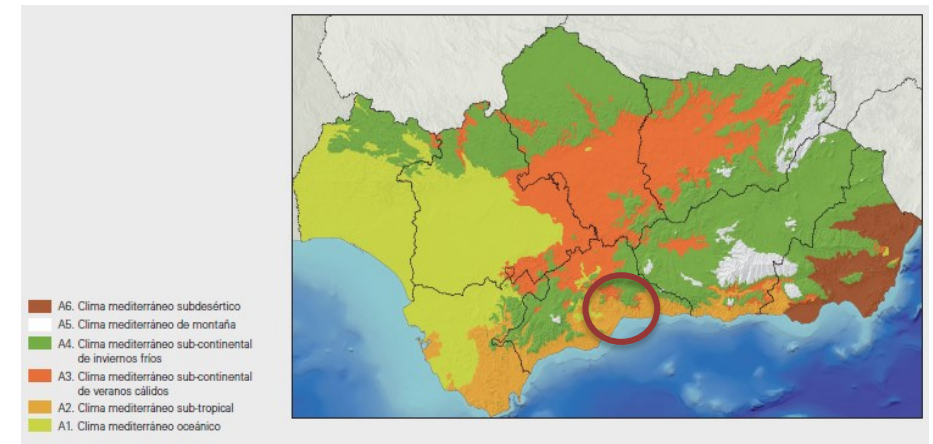 A6. Clima mediterráneo subdesértico
A5. Clima mediterráneo de montaña
A4. Clima mediterráneo sub-continental
de inviernos fríos
A3. Clima mediterráneo sub-continental
de veranos cálidos
A2. Clima mediterráneo sub-tropical
A1. Clima mediterráneo oceánico